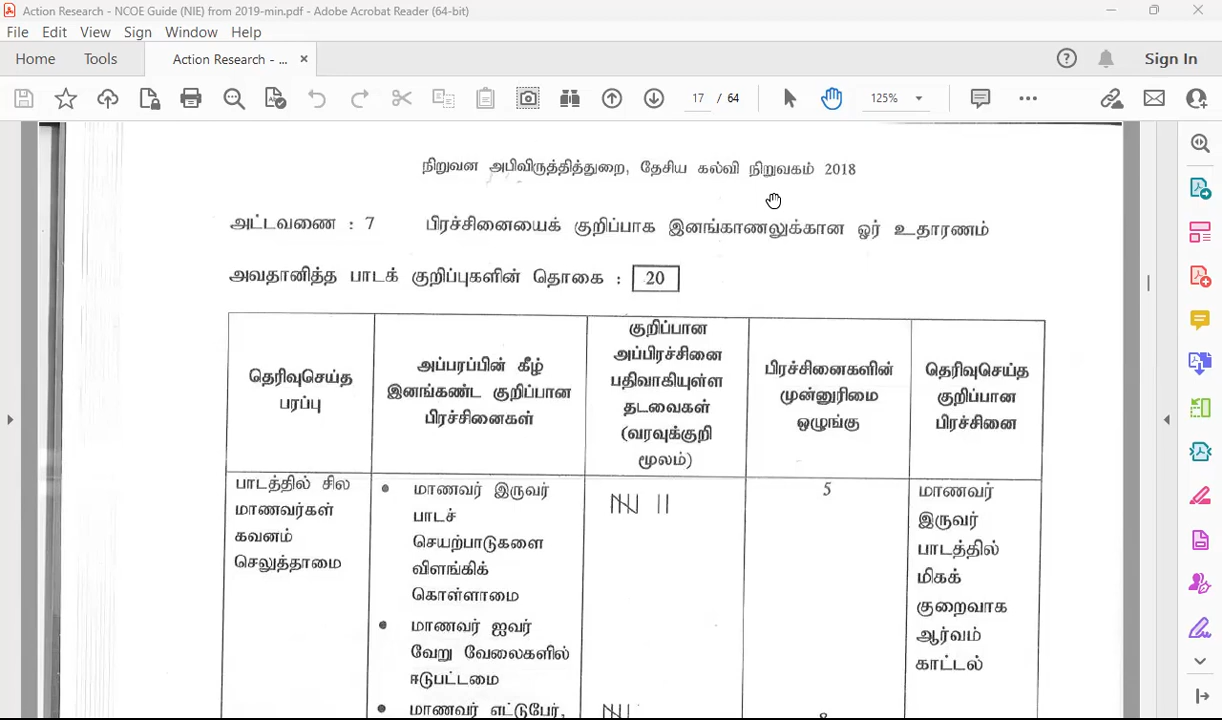 Action Research - NCOE Guide (NIE) from 2019-min.pdf - Adobe Acrobat Reader (64-bit)
File Edit View Sign Window Help
Home Tools Action Research - ... × Sign In
17 / 64 125%
நிறுவன அபிவிருத்தித்துறை, தேசிய கல்வி நிறுவகம் 2018
அட்டவணை : 7 பிரச்சினையைக் குறிப்பாக இனங்காணலுக்கான ஓர் உதாரணம்
அவதானித்த பாடக் குறிப்புகளின் தொகை : 20
தெரிவுசெய்த
பரப்பு
அப்பரப்பின் கீழ்
இனங்கண்ட குறிப்பான
பிரச்சினைகள்
குறிப்பான
அப்பிரச்சினை
பதிவாகியுள்ள
தடவைகள்
(வரவுக்குறி
மூலம்)
பிரச்சினைகளின்
முன்னுரிமை
ஒழுங்கு
தெரிவுசெய்த
குறிப்பான
பிரச்சினை
பாடத்தில் சில
மாணவர்கள்
கவனம்
செலுத்தாமை
• மாணவர் இருவர்
பாடச்
செயற்பாடுகளை
விளங்கிக்
கொள்ளாமை
5
மாணவர்
இருவர்
பாடத்தில்
மிகக்
குறைவாக
ஆர்வம்
காட்டல்
• மாணவர் ஐவர்
வேறு வேலைகளில்
ஈடுபட்டமை
• மாணவர் எட்டுபேர்,